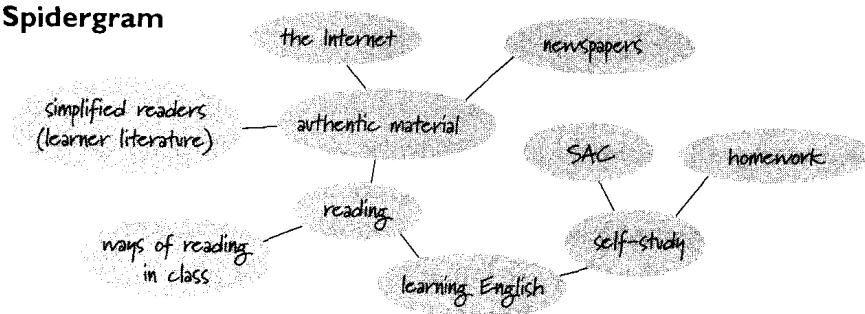 Spidergram
the Internet
newspapers
simplified readers
(learner literature)
authentic material
SAC
homework
reading
ways of reading
in class
self-study
learning English